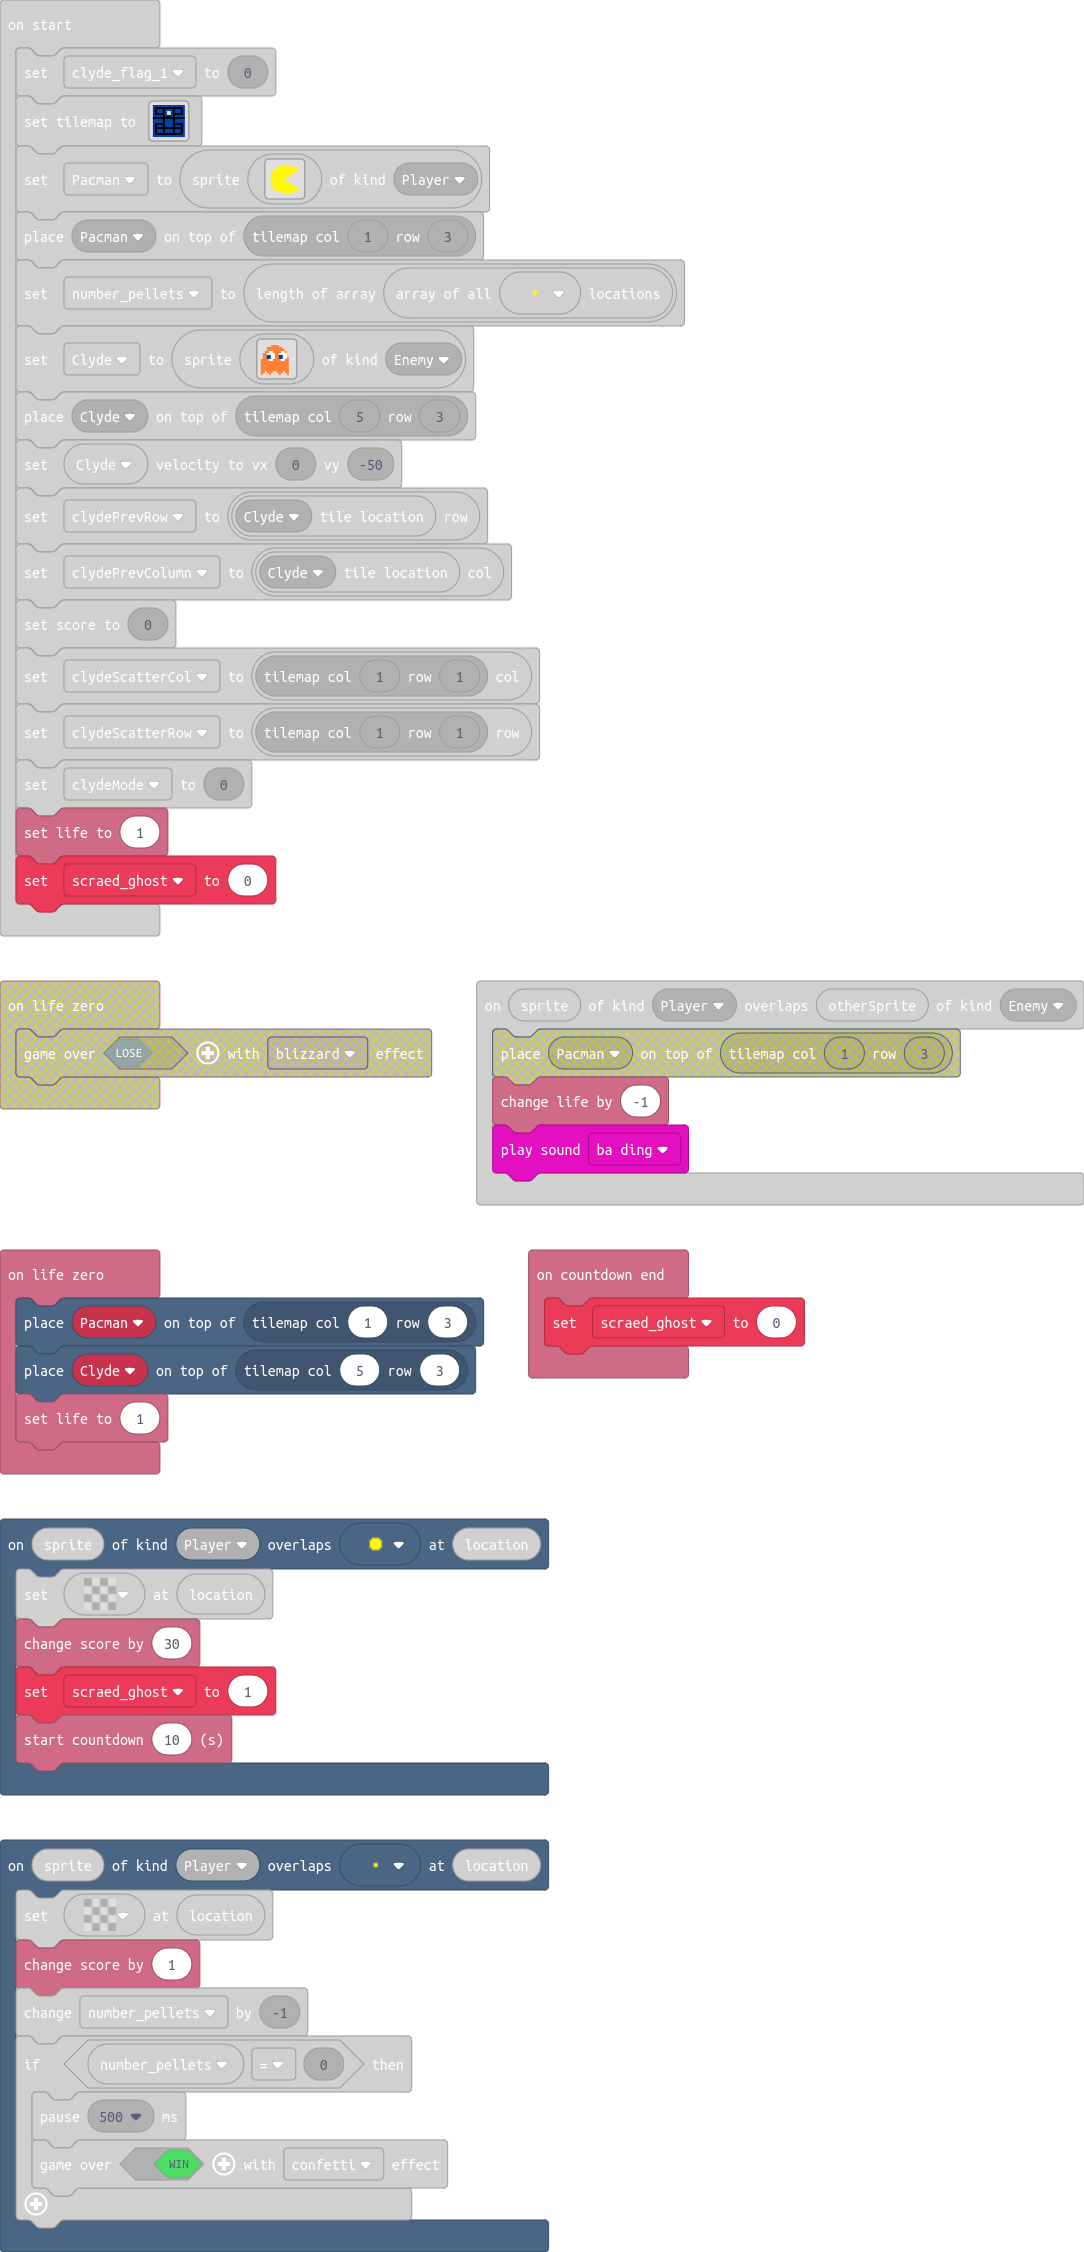 on start
set clyde_flag_1 to 0
set tilemap to
set Pacman to sprite of kind Player
place Pacman on top of tilemap col 1 row 3
set number_pellets to length of array array of all locations
set Clyde to sprite of kind Enemy
place Clyde on top of tilemap col 5 row 3
set Clyde velocity to vx 0 vy -50
set clydePrevRow to Clyde tile location row
set clydePrevColumn to Clyde tile location col
set score to 0
set clydeScatterCol to tilemap col 1 row 1 col
set clydeScatterRow to tilemap col 1 row 1 row
set clydeMode to 0
set life to 1
set scraed_ghost to 0
on life zero
game over LOSE with blizzard effect
on sprite of kind Player overlaps otherSprite of kind Enemy
place Pacman on top of tilemap col 1 row 3
change life by -1
play sound ba ding
on life zero
place Pacman on top of tilemap col 1 row 3
place Clyde on top of tilemap col 5 row 3
set life to 1
on countdown end
set scraed_ghost to 0
on sprite of kind Player overlaps at location
set at location
change score by 30
set scraed_ghost to 1
start countdown 10 (s)
on sprite of kind Player overlaps at location
set at location
change score by 1
change number_pellets by -1
if number_pellets = 0 then
pause 500 ms
game over WIN with confetti effect